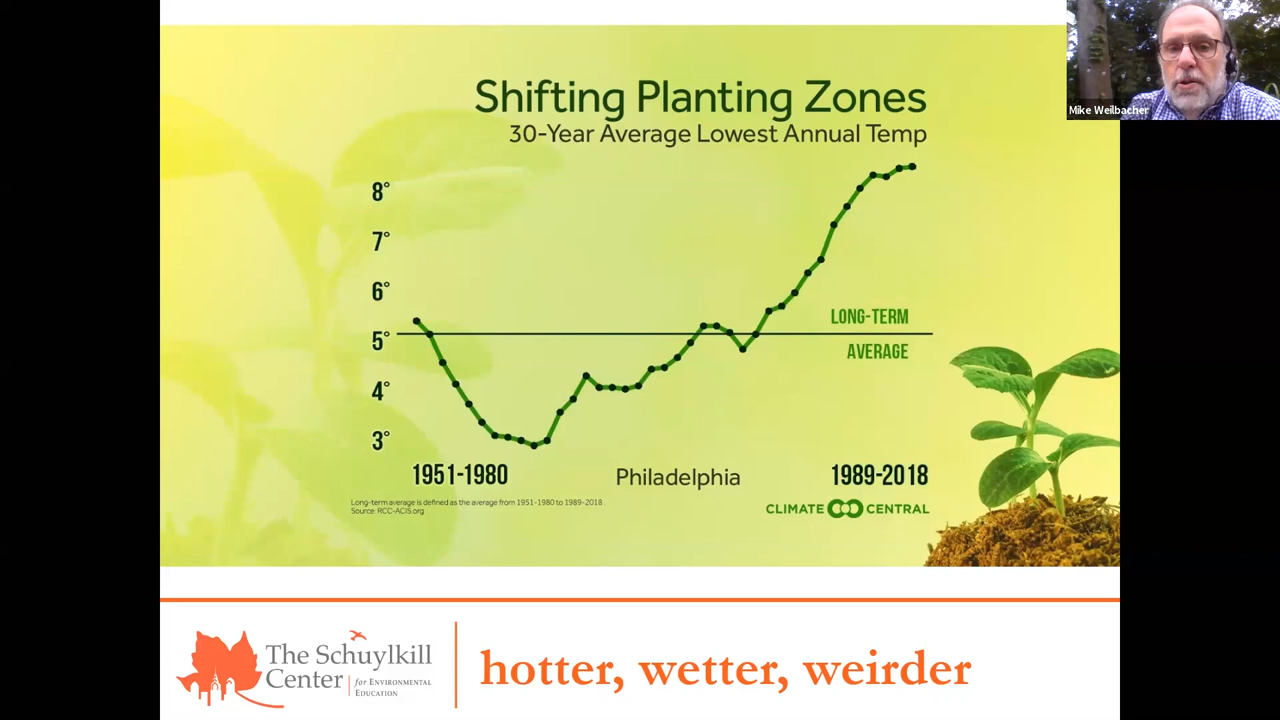 Mike Weilbacher
Shifting Planting Zones
30-Year Average Lowest Annual Temp
8°
7°
6°
5°
4°
3°
LONG-TERM
AVERAGE
1951-1980
Philadelphia
1989-2018
Long-term average is defined as the average from 1951-1980 to 1989-2018
Source: RCC-ACIS.org
CLIMATE CENTRAL
The Schuylkill
Center
for ENVIRONMENTAL
EDUCATION
hotter, wetter, weirder